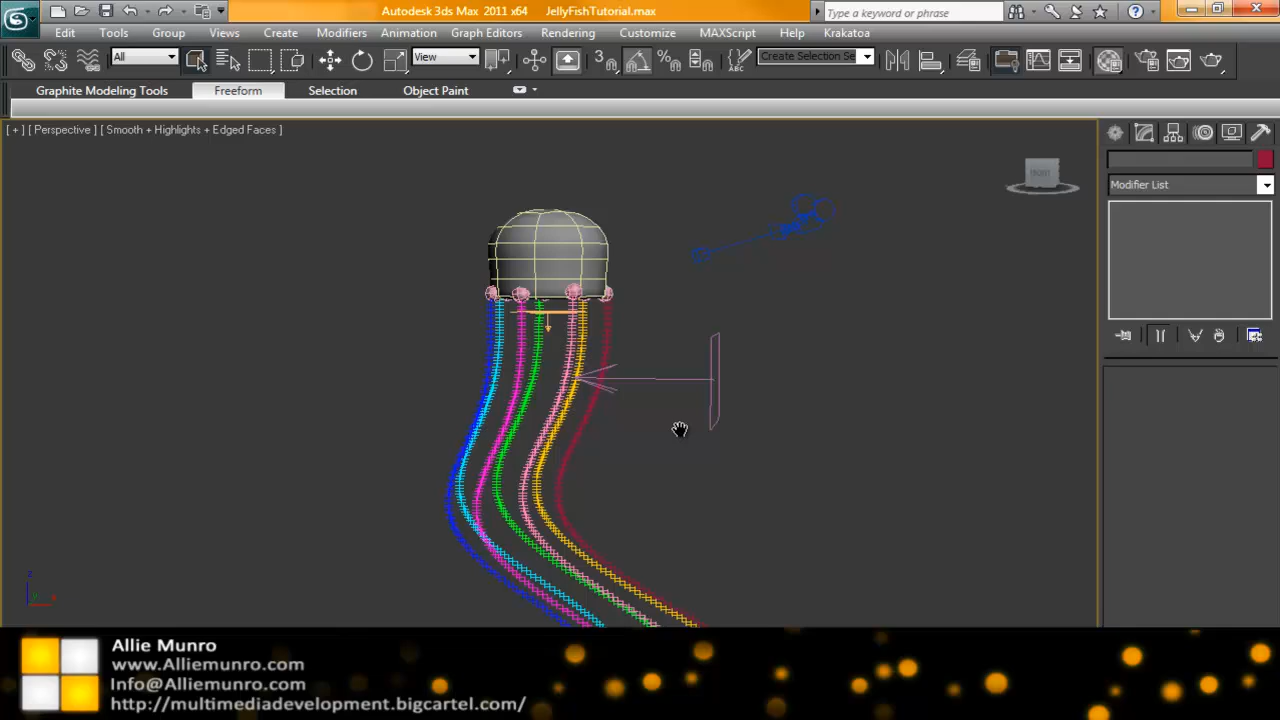 Autodesk 3ds Max 2011 x64 JellyFishTutorial.max
Type a keyword or phrase
Edit Tools Group Views Create Modifiers Animation Graph Editors Rendering Customize MAXScript Help Krakatoa
All View 3 Create Selection Se
Graphite Modeling Tools Freeform Selection Object Paint
[ + ] [ Perspective ] [ Smooth + Highlights + Edged Faces ]
FRONT
Modifier List
z
x
Allie Munro
www.Alliemunro.com
Info@Alliemunro.com
http://multimediadevelopment.bigcartel.com/